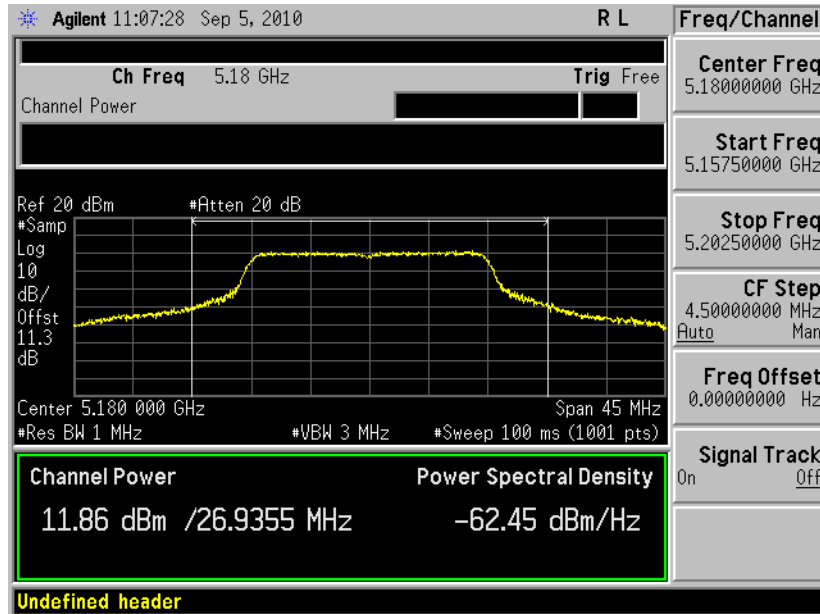 Agilent 11:07:28 Sep 5, 2010 R L
Freq/Channel
Ch Freq 5.18 GHz Trig Free
Channel Power
Center Freq
5.18000000 GHz
Start Freq
5.15750000 GHz
Stop Freq
5.20250000 GHz
CF Step
4.50000000 MHz
Auto Man
Freq Offset
0.00000000 Hz
Signal Track
On Off
Ref 20 dBm #Atten 20 dB
#Samp
Log
10
dB/
Offst
11.3
dB
Center 5.180 000 GHz Span 45 MHz
#Res BW 1 MHz #VBW 3 MHz #Sweep 100 ms (1001 pts)
Channel Power Power Spectral Density
11.86 dBm /26.9355 MHz -62.45 dBm/Hz
Undefined header